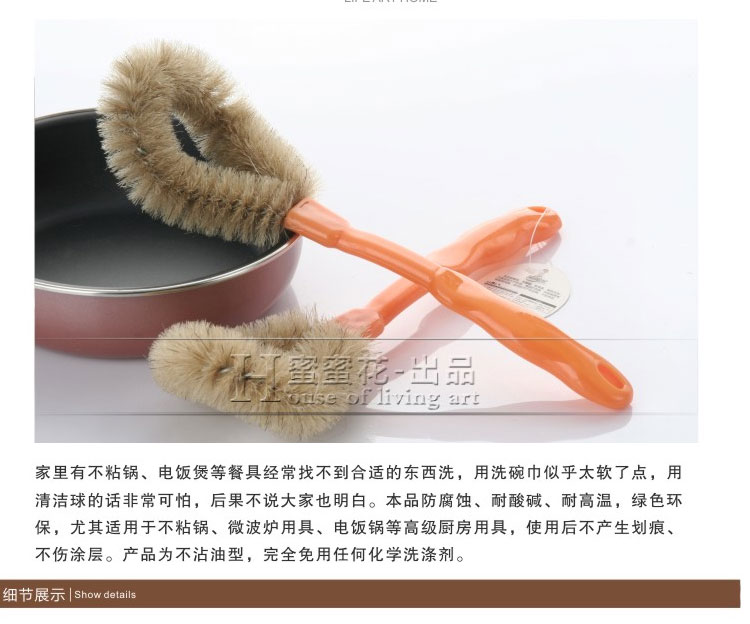 蜜蜜花-出品
House of living art
家里有不粘锅、电饭煲等餐具经常找不到合适的东西洗，用洗碗巾似乎太软了点，用
清洁球的话非常可怕，后果不说大家也明白。本品防腐蚀、耐酸碱、耐高温，绿色环
保，尤其适用于不粘锅、微波炉用具、电饭锅等高级厨房用具，使用后不产生划痕、
不伤涂层。产品为不沾油型，完全免用任何化学洗涤剂。
细节展示|Show details